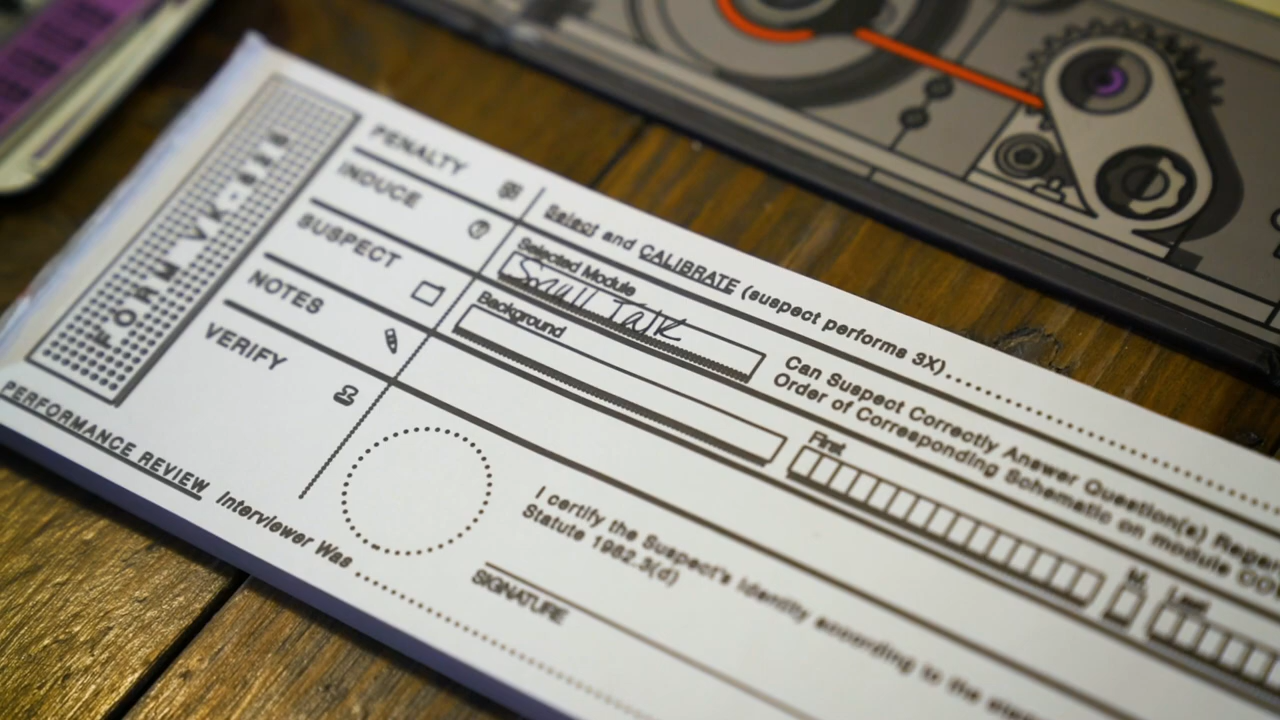 FORM VK-
PENALTY
INDUCE
SUSPECT
NOTES
VERIFY
Select and CALIBRATE (suspect performs 3X)
Selected Module
Small Talk
Background
Can Suspect Correctly Answer Question(s)
Order of Corresponding Schematic on module
First
M.
Last
I certify the Suspect's identity according to the
Statute 1982.3(d)
SIGNATURE
PERFORMANCE REVIEW Interviewer Was